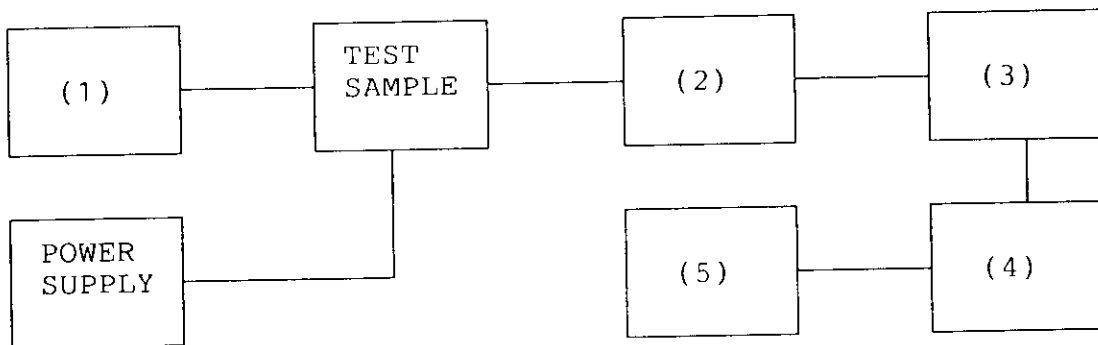 (1)
TEST
SAMPLE
(2)
(3)
POWER
SUPPLY
(5)
(4)